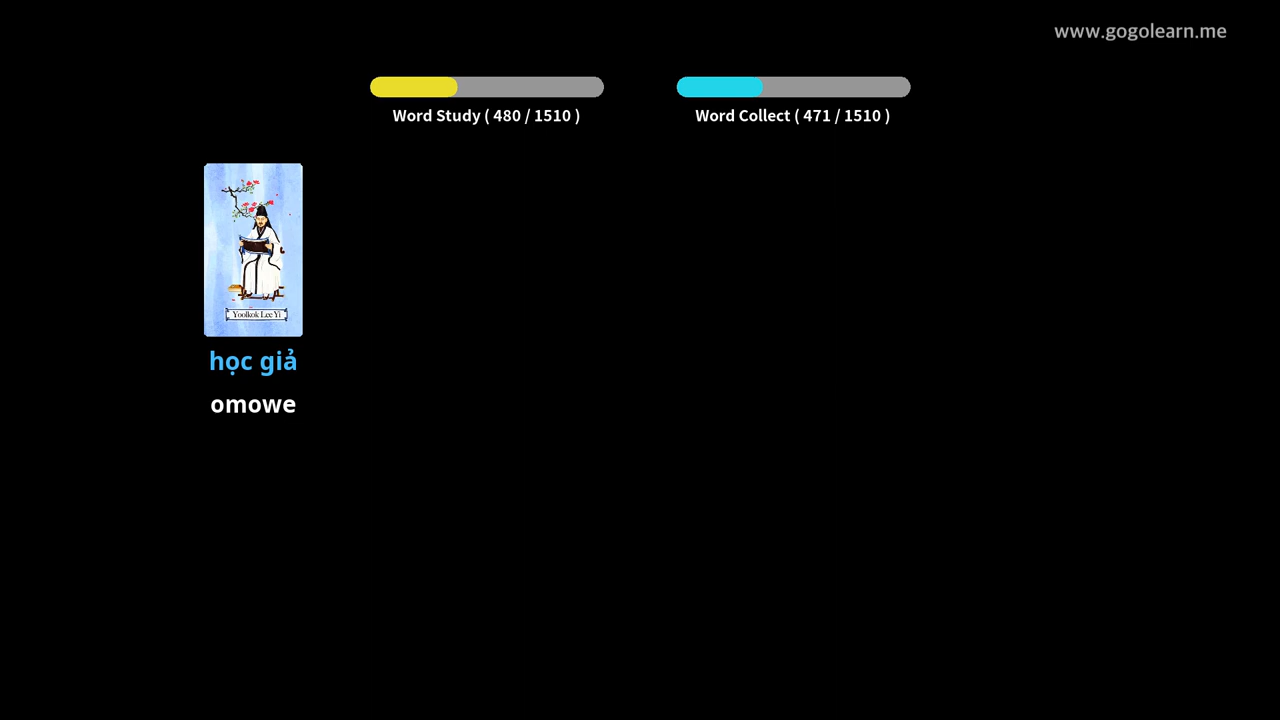 www.gogolearn.me
Word Study ( 480 / 1510 )
Word Collect ( 471 / 1510 )
Yoolkok Lee Yi
học giả
omowe